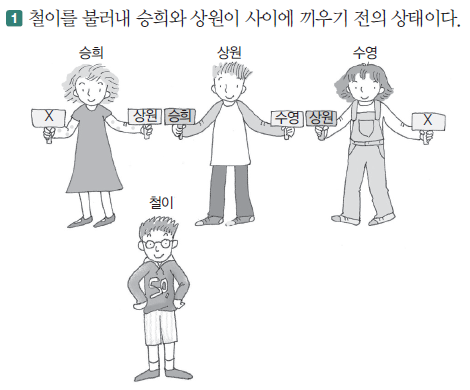 1 철이를 불러내 승희와 상원이 사이에 끼우기 전의 상태이다.
승희 상원 수영
X 상원 승희 수영 상원 X
철이